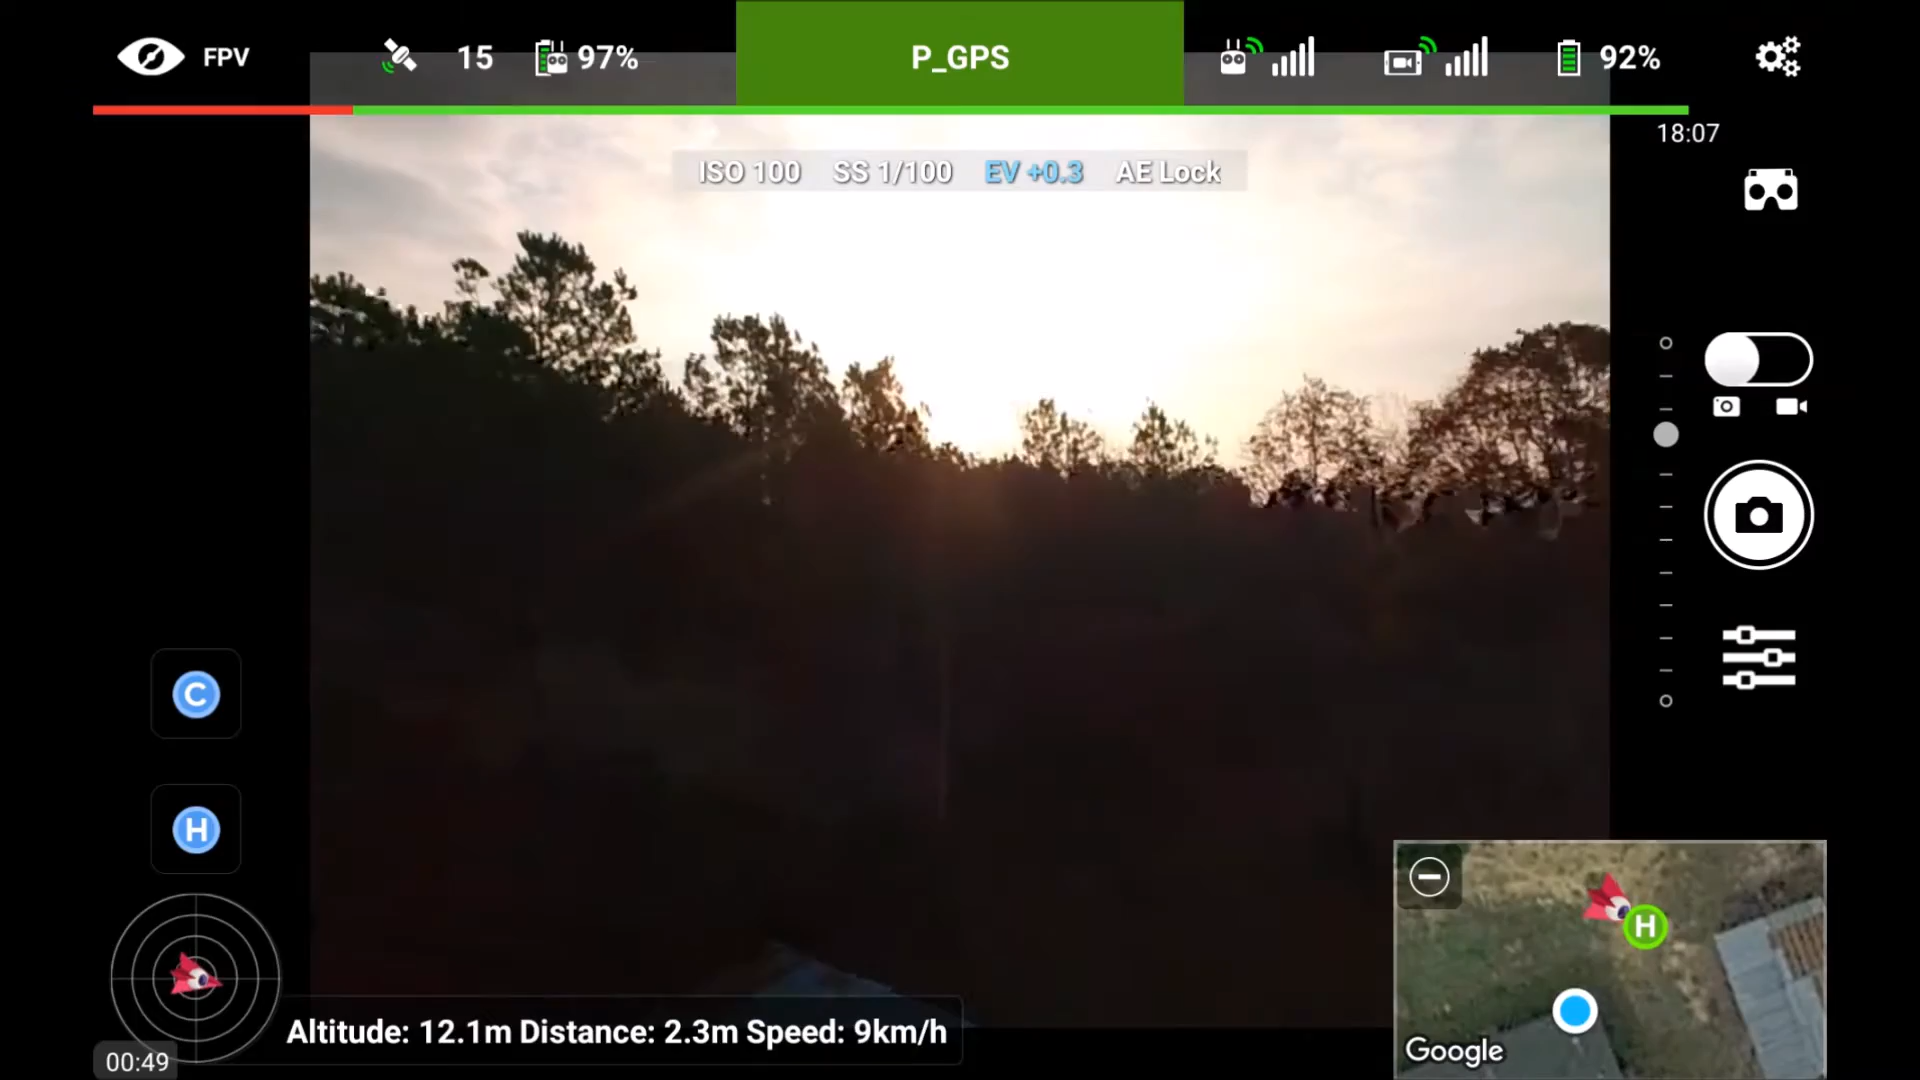 FPV 15 97% P_GPS 92%
18:07
ISO 100 SS 1/100 EV +0.3 AE Lock
C
H
H
Altitude: 12.1m Distance: 2.3m Speed: 9km/h
Google
00:49